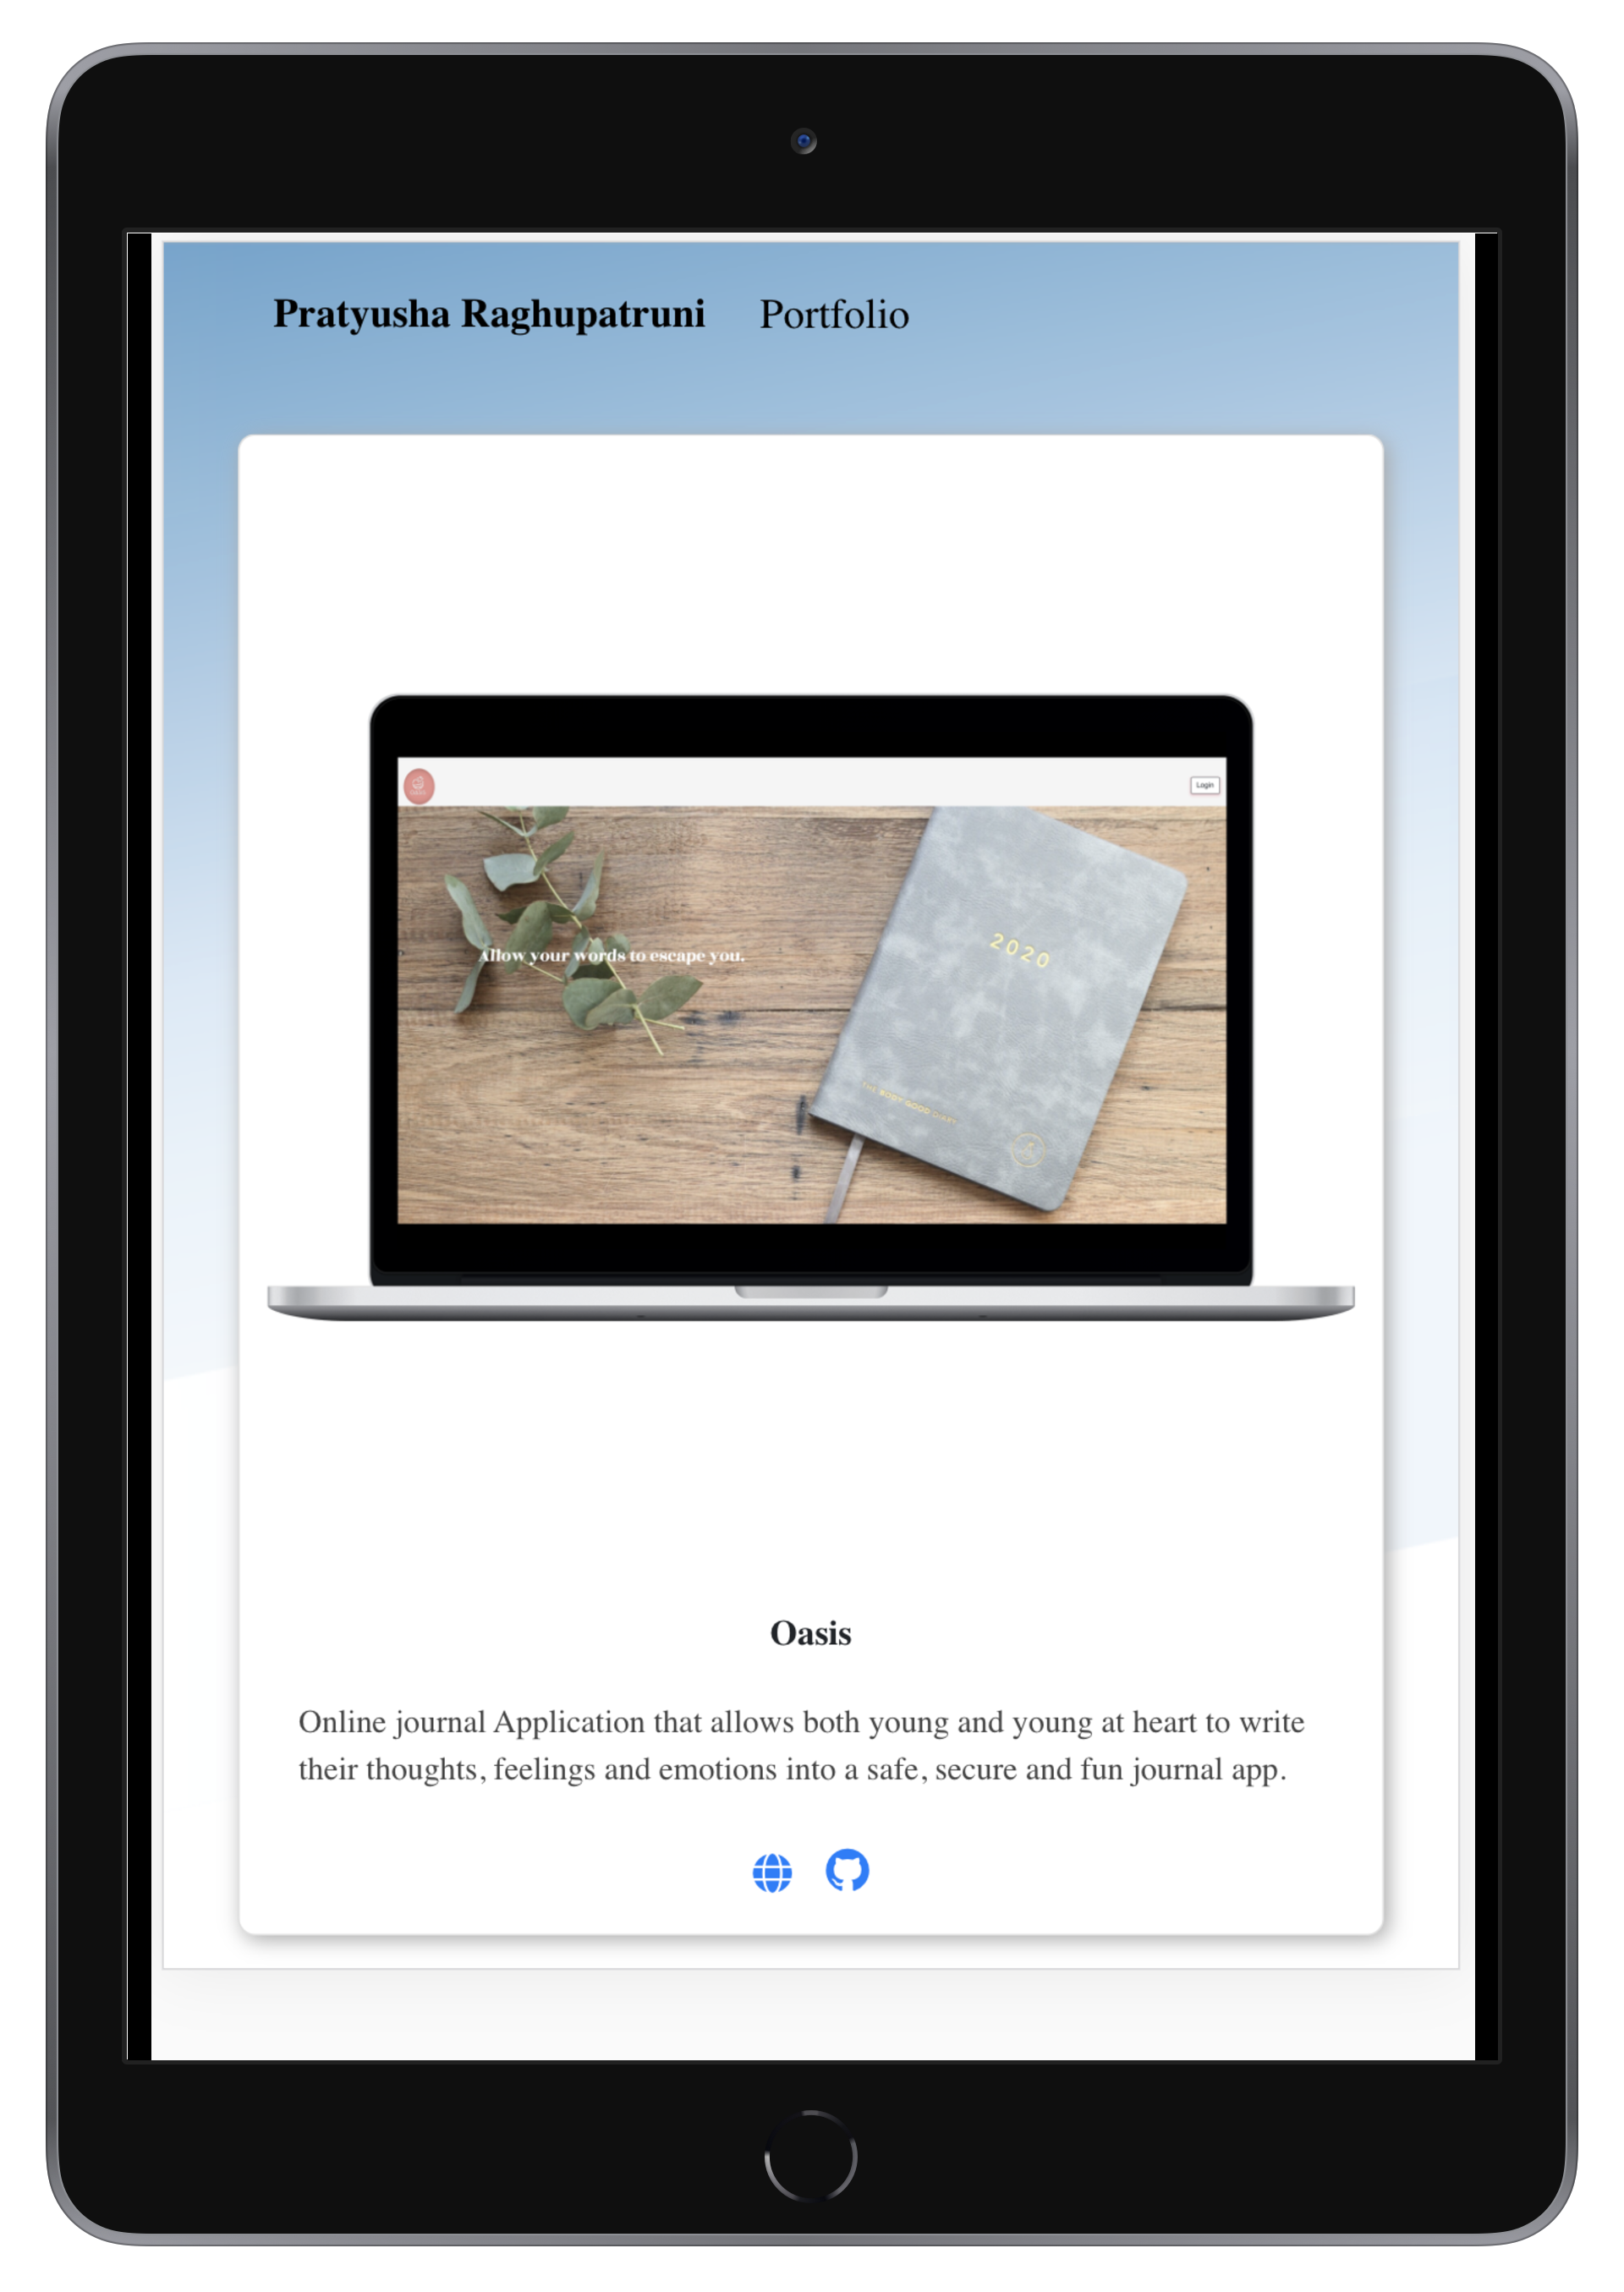 Pratyusha Raghupatruni Portfolio
Login
Allow your words to escape you.
2020
THE BODY GOOD DIARY
Oasis
Online journal Application that allows both young and young at heart to write
their thoughts, feelings and emotions into a safe, secure and fun journal app.